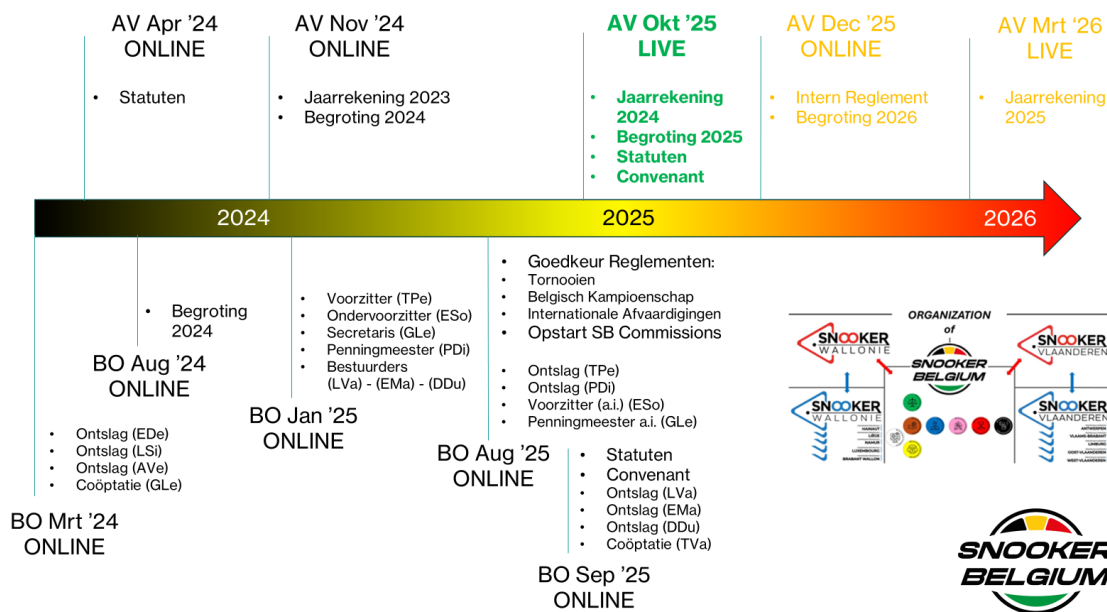 AV Apr ’24
ONLINE
• Statuten
AV Nov ’24
ONLINE
• Jaarrekening 2023
• Begroting 2024
AV Okt ’25
LIVE
• Jaarrekening
2024
• Begroting 2025
• Statuten
• Convenant
AV Dec ’25
ONLINE
• Intern Reglement
• Begroting 2026
AV Mrt ‘26
LIVE
• Jaarrekening
2025
2024
2025
2026
• Ontslag (EDe)
• Ontslag (LSi)
• Ontslag (AVe)
• Coöptatie (GLe)
BO Mrt ’24
ONLINE
• Begroting
2024
BO Aug ’24
ONLINE
• Voorzitter (TPe)
• Ondervoorzitter (ESo)
• Secretaris (GLe)
• Penningmeester (PDi)
• Bestuurders
(LVa) - (EMa) - (DDu)
BO Jan ’25
ONLINE
• Goedkeur Reglementen:
• Tornooien
• Belgisch Kampioenschap
• Internationale Afvaardigingen
• Opstart SB Commissions
• Ontslag (TPe)
• Ontslag (PDi)
• Voorzitter (a.i.) (ESo)
• Penningmeester a.i. (GLe)
BO Aug ’25
ONLINE
• Statuten
• Convenant
• Ontslag (LVa)
• Ontslag (EMa)
• Ontslag (DDu)
• Coöptatie (TVa)
BO Sep ’25
ONLINE
ORGANIZATION
of
SNOOKER
BELGIUM
SNOOKER
WALLONIE
SNOOKER
VLAANDEREN
SNOOKER
WALLONIE
HAINAUT
LIÈGE
NAMUR
LUXEMBOURG
BRABANT WALLON
SNOOKER
VLAANDEREN
ANTWERPEN
VLAAMS-BRABANT
LIMBURG
OOST-VLAANDEREN
WEST-VLAANDEREN
SNOOKER
BELGIUM